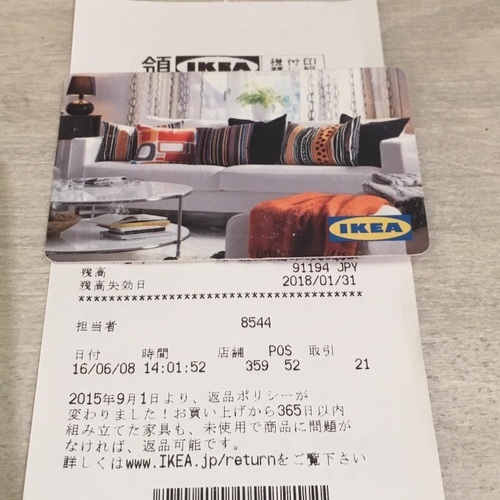 領 IKEA
IKEA
残高 91194 JPY
残高失効日 2018/01/31
********************************
担当者 8544
日付 時間 店舗 POS 取引
16/06/08 14:01:52 359 52 21
2015年9月1日より、返品ポリシーが
変わりました!お買い上げから365日以内
組み立てた家具も、未使用で商品に問題が
なければ、返品可能です。
詳しくはwww.IKEA.jp/returnをご覧下さい